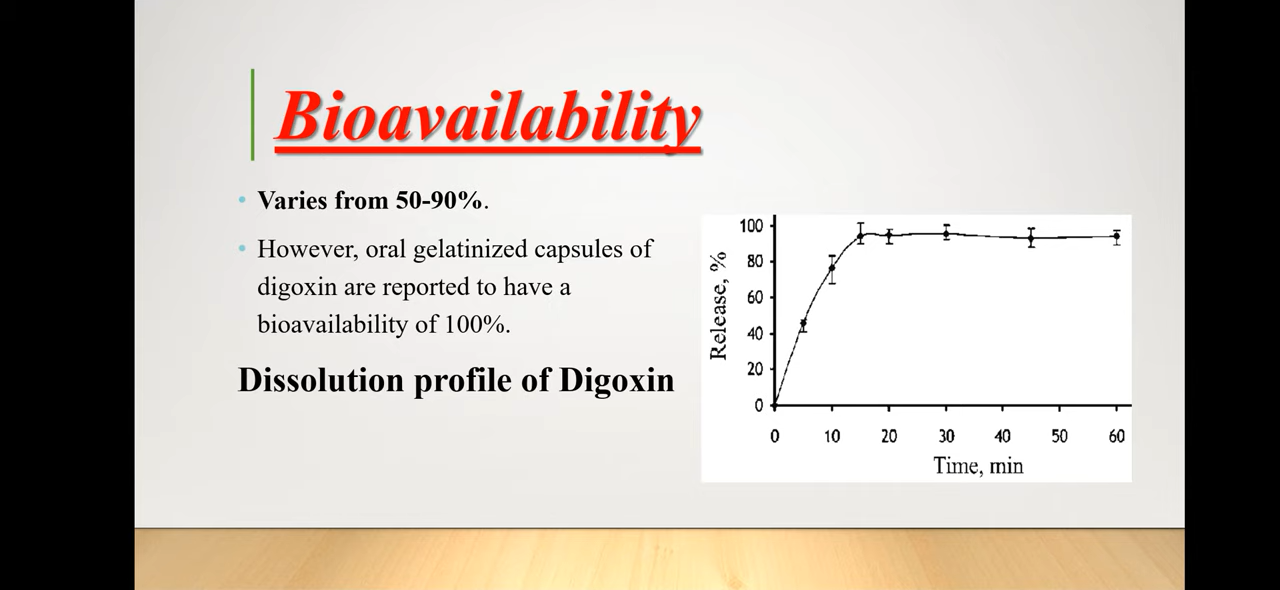 Bioavailability
• Varies from 50-90%.
• However, oral gelatinized capsules of
digoxin are reported to have a
bioavailability of 100%.
Dissolution profile of Digoxin
Release, %
100
80
60
40
20
0
0 10 20 30 40 50 60
Time, min